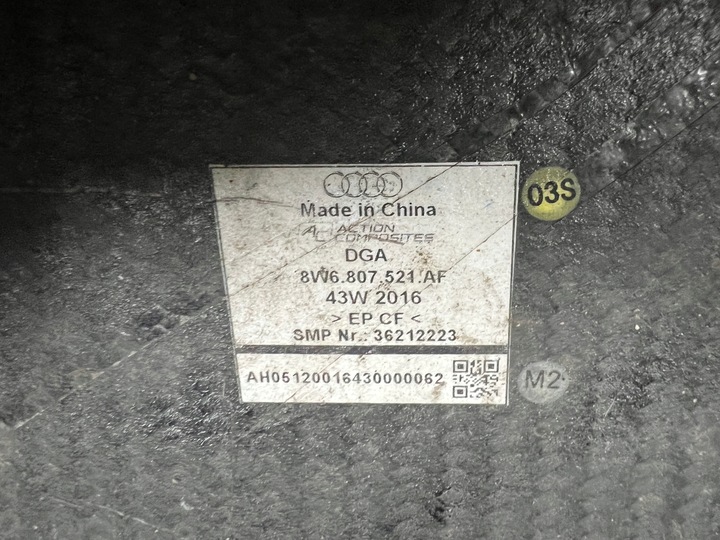 Made in China
ACTION
COMPOSITES
DGA
8W6.807.521.AF
43W 2016
> EP CF <
SMP Nr.: 36212223
AH05120016430000062
03S
M2